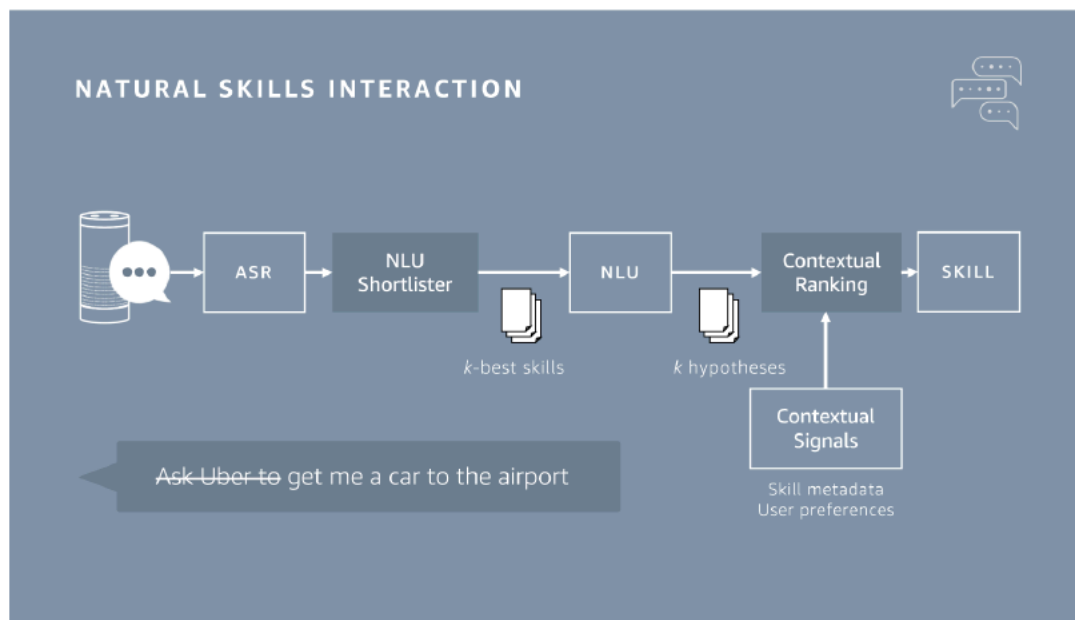 NATURAL SKILLS INTERACTION
ASR
NLU
Shortlister
NLU
Contextual
Ranking
SKILL
k-best skills
k hypotheses
Contextual
Signals
Skill metadata
User preferences
Ask Uber to get me a car to the airport